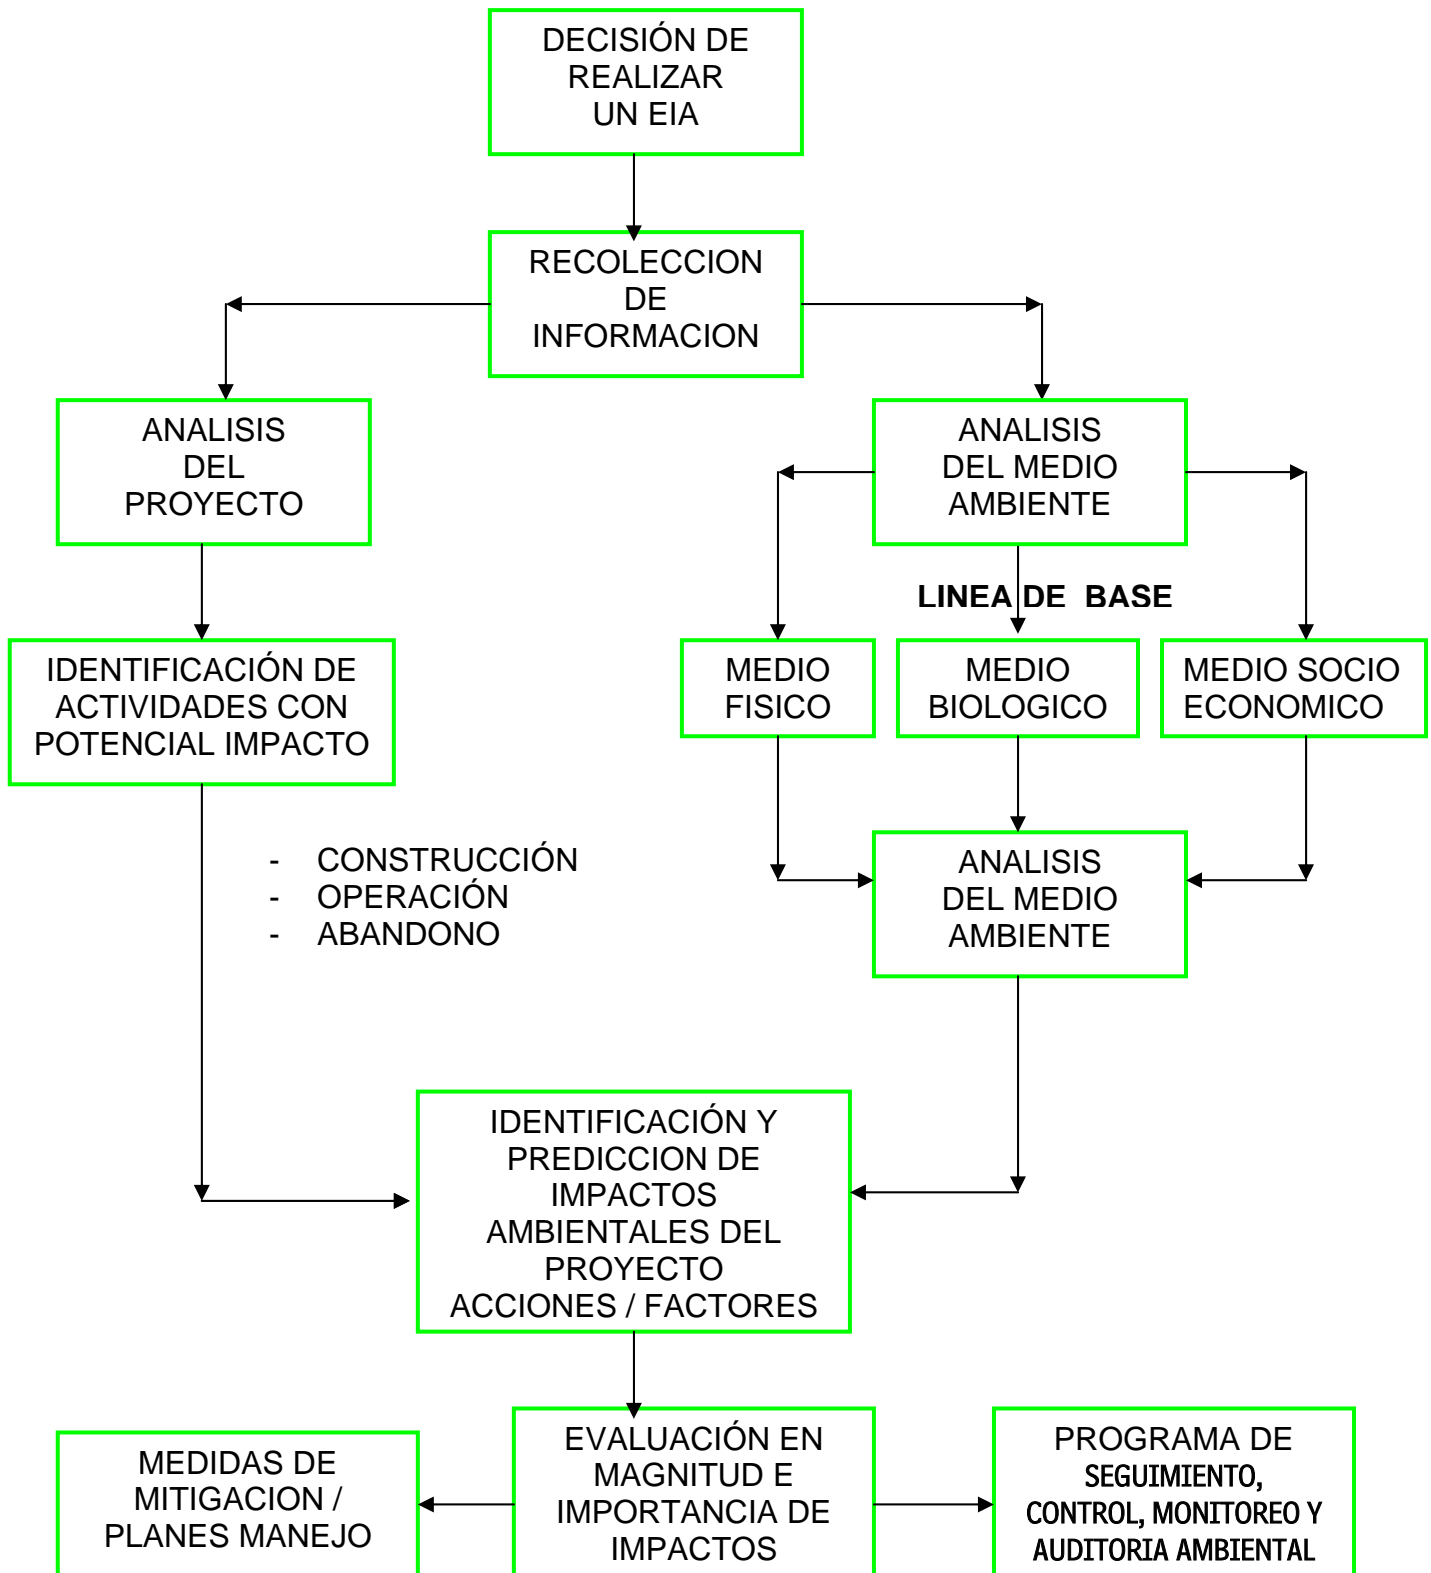 DECISIÓN DE
REALIZAR
UN EIA
RECOLECCION
DE
INFORMACION
ANALISIS
DEL
PROYECTO
ANALISIS
DEL MEDIO
AMBIENTE
LINEA DE BASE
IDENTIFICACIÓN DE
ACTIVIDADES CON
POTENCIAL IMPACTO
MEDIO
FISICO
MEDIO
BIOLOGICO
MEDIO SOCIO
ECONOMICO
- CONSTRUCCIÓN
- OPERACIÓN
- ABANDONO
ANALISIS
DEL MEDIO
AMBIENTE
IDENTIFICACIÓN Y
PREDICCION DE
IMPACTOS
AMBIENTALES DEL
PROYECTO
ACCIONES / FACTORES
MEDIDAS DE
MITIGACION /
PLANES MANEJO
EVALUACIÓN EN
MAGNITUD E
IMPORTANCIA DE
IMPACTOS
PROGRAMA DE
SEGUIMIENTO,
CONTROL, MONITOREO Y
AUDITORIA AMBIENTAL